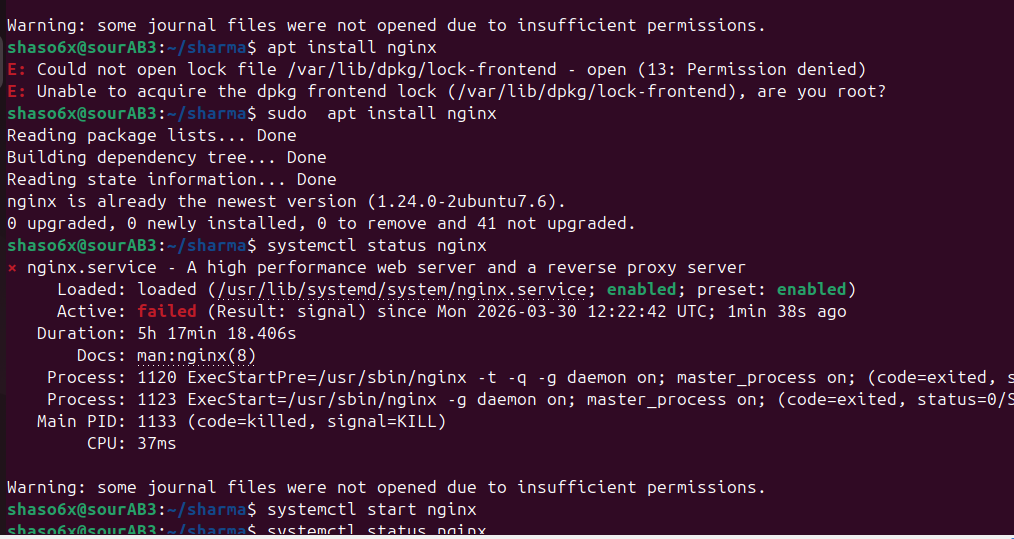 Warning: some journal files were not opened due to insufficient permissions.
shaso6x@sourAB3:~/sharma$ apt install nginx
E: Could not open lock file /var/lib/dpkg/lock-frontend - open (13: Permission denied)
E: Unable to acquire the dpkg frontend lock (/var/lib/dpkg/lock-frontend), are you root?
shaso6x@sourAB3:~/sharma$ sudo  apt install nginx
Reading package lists... Done
Building dependency tree... Done
Reading state information... Done
nginx is already the newest version (1.24.0-2ubuntu7.6).
0 upgraded, 0 newly installed, 0 to remove and 41 not upgraded.
shaso6x@sourAB3:~/sharma$ systemctl status nginx
× nginx.service - A high performance web server and a reverse proxy server
     Loaded: loaded (/usr/lib/systemd/system/nginx.service; enabled; preset: enabled)
     Active: failed (Result: signal) since Mon 2026-03-30 12:22:42 UTC; 1min 38s ago
   Duration: 5h 17min 18.406s
       Docs: man:nginx(8)
    Process: 1120 ExecStartPre=/usr/sbin/nginx -t -q -g daemon on; master_process on; (code=exited, s
    Process: 1123 ExecStart=/usr/sbin/nginx -g daemon on; master_process on; (code=exited, status=0/S
   Main PID: 1133 (code=killed, signal=KILL)
        CPU: 37ms
Warning: some journal files were not opened due to insufficient permissions.
shaso6x@sourAB3:~/sharma$ systemctl start nginx
shaso6x@sourAB3:~/sharma$ systemctl status nginx